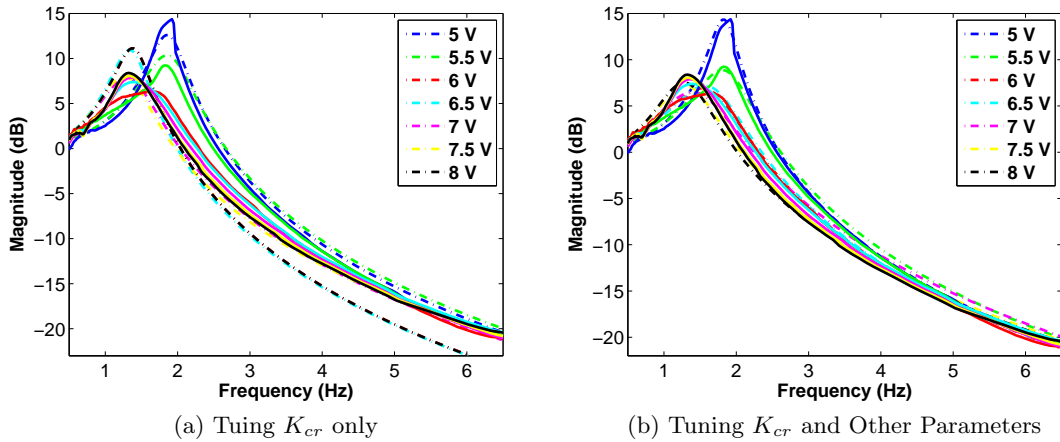 15
10
5
0
−5
−10
−15
−20
Magnitude (dB)
1 2 3 4 5 6
Frequency (Hz)
5 V
5.5 V
6 V
6.5 V
7 V
7.5 V
8 V
(a) Tuing K_cr only
15
10
5
0
−5
−10
−15
−20
Magnitude (dB)
1 2 3 4 5 6
Frequency (Hz)
5 V
5.5 V
6 V
6.5 V
7 V
7.5 V
8 V
(b) Tuning K_cr and Other Parameters